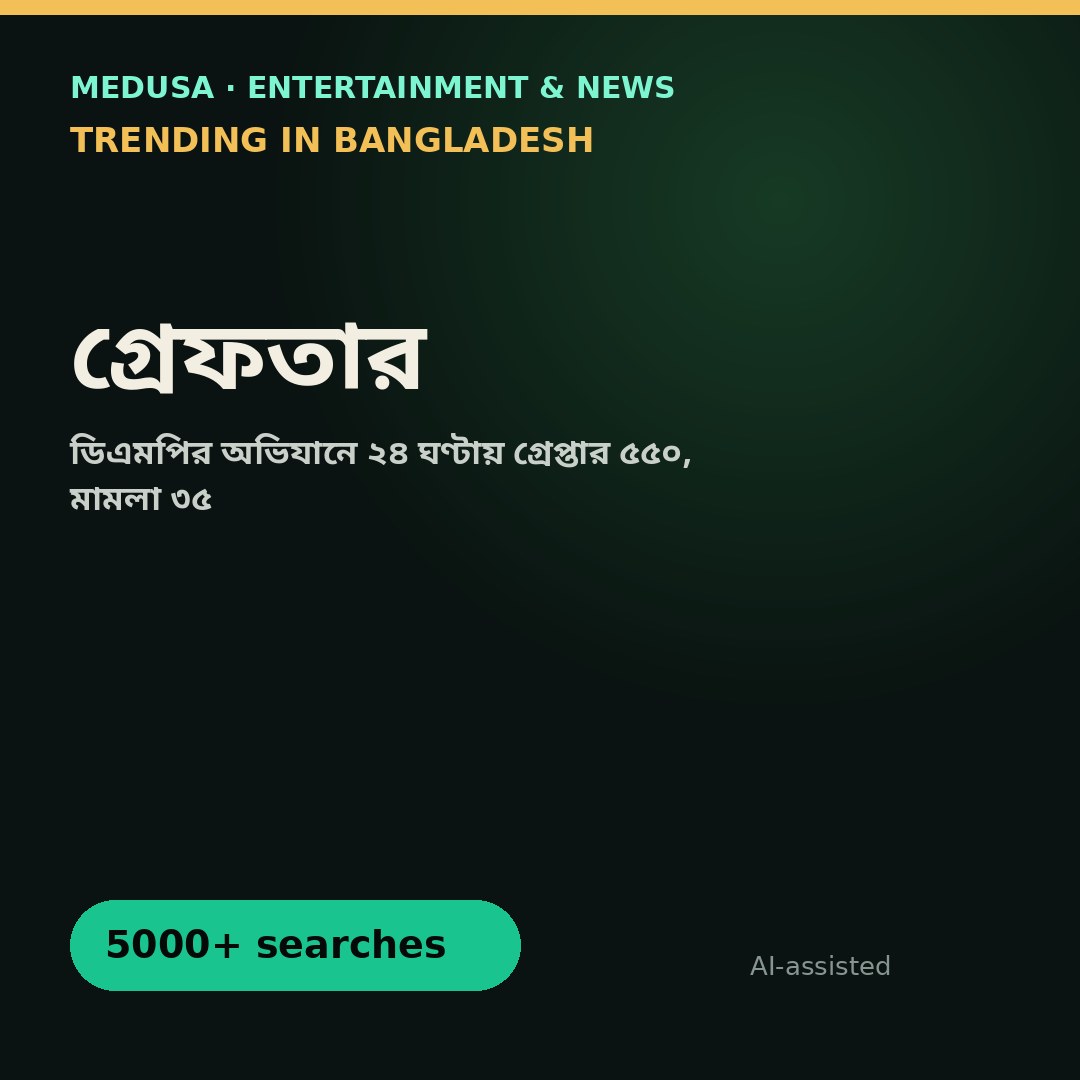 MEDUSA · ENTERTAINMENT & NEWS
TRENDING IN BANGLADESH
গ্রেফতার
ডিএমপির অভিযানে ২৪ ঘণ্টায় গ্রেপ্তার ৫৫০,
মামলা ৩৫
5000+ searches
AI-assisted